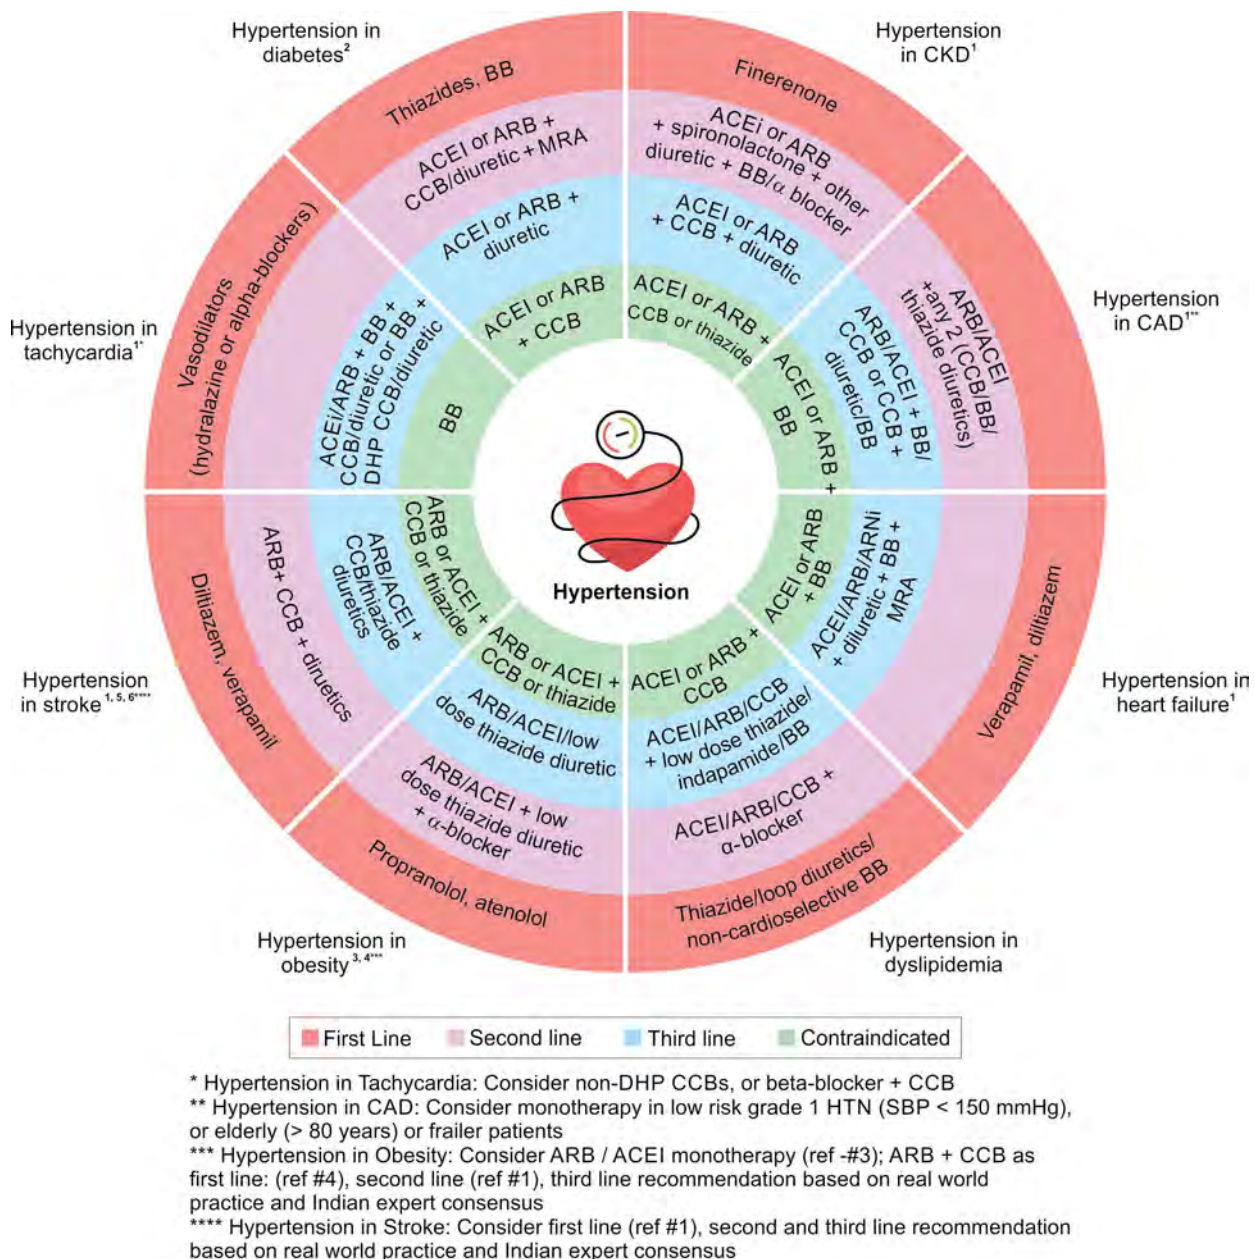 Hypertension in
diabetes²
Hypertension
in CKD¹
Hypertension
in CAD¹**
Hypertension in
heart failure¹
Hypertension in
dyslipidemia
Hypertension in
obesity³, ⁴***
Hypertension
in stroke¹, ⁵, ⁶****
Hypertension in
tachycardia¹*
Thiazides, BB
ACEI or ARB +
CCB/diuretic + MRA
ACEI or ARB +
diuretic
ACEI or ARB
+ CCB
Finerenone
ACEi or ARB
+ spironolactone + other
diuretic + BB/α blocker
ACEI or ARB
+ CCB + diuretic
ACEI or ARB +
CCB or thiazide
ARB/ACEI
+any 2 (CCB/BB/
thiazide diuretics)
ARB/ACEI + BB/
CCB or CCB +
diuretic/BB
ACEI or ARB +
BB
Verapamil, diltiazem
ACEI/ARB/ARNi
+ diluretic + BB +
MRA
ACEI or ARB
+ BB
Thiazide/loop diuretics/
non-cardioselective BB
ACEI/ARB/CCB +
α-blocker
ACEI/ARB/CCB
+ low dose thiazide/
indapamide/BB
ACEI or ARB +
CCB
Propranolol, atenolol
ARB/ACEI + low
dose thiazide diuretic
+ α-blocker
ARB/ACEI/low
dose thiazide diuretic
ARB or ACEI +
CCB or thiazide
Diltiazem, verapamil
ARB+ CCB + diruetics
ARB/ACEI +
CCB/thiazide
diuretics
ARB or ACEI +
CCB or thiazide
Vasodilators
(hydralazine or alpha-blockers)
ACEi/ARB + BB +
CCB/diuretic or BB +
DHP CCB/diuretic
BB
Hypertension
First Line
Second line
Third line
Contraindicated
* Hypertension in Tachycardia: Consider non-DHP CCBs, or beta-blocker + CCB
** Hypertension in CAD: Consider monotherapy in low risk grade 1 HTN (SBP < 150 mmHg),
or elderly (> 80 years) or frailer patients
*** Hypertension in Obesity: Consider ARB / ACEI monotherapy (ref -#3); ARB + CCB as
first line: (ref #4), second line (ref #1), third line recommendation based on real world
practice and Indian expert consensus
**** Hypertension in Stroke: Consider first line (ref #1), second and third line recommendation
based on real world practice and Indian expert consensus